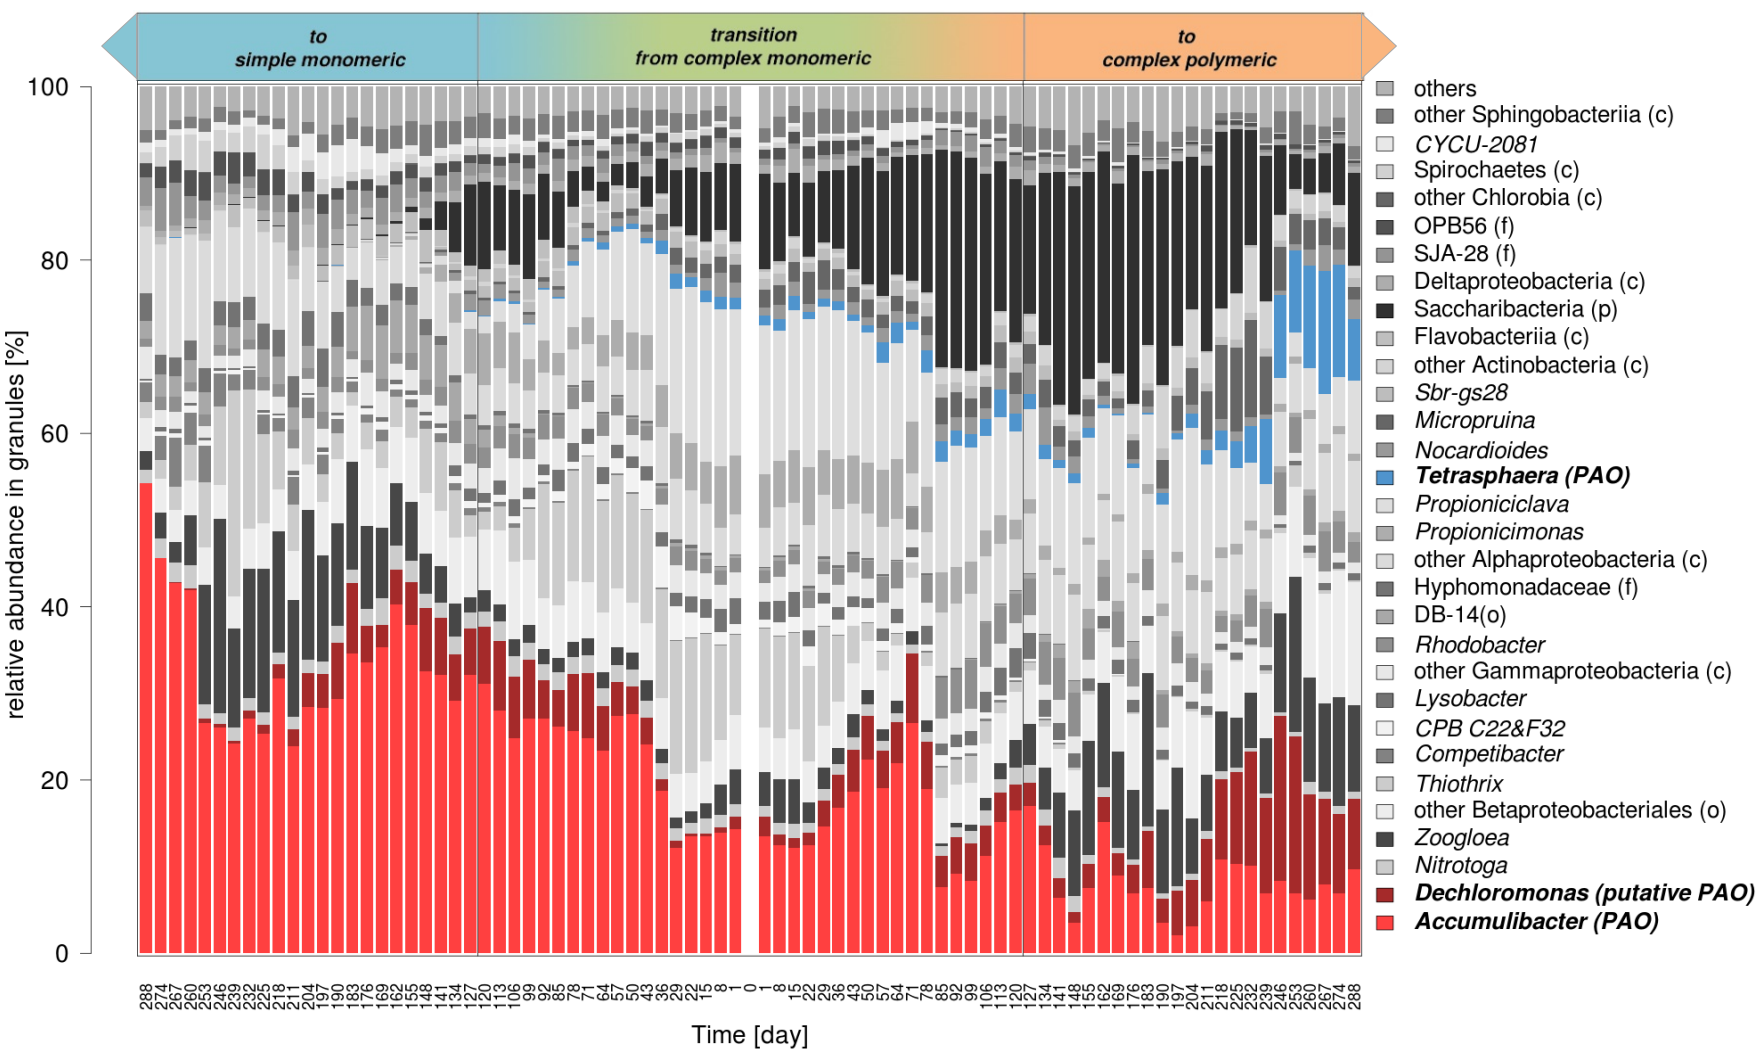 to
simple monomeric
transition
from complex monomeric
to
complex polymeric
100
80
60
40
20
0
relative abundance in granules [%]
others
other Sphingobacteriia (c)
CYCU-2081
Spirochaetes (c)
other Chlorobia (c)
OPB56 (f)
SJA-28 (f)
Deltaproteobacteria (c)
Saccharibacteria (p)
Flavobacteriia (c)
other Actinobacteria (c)
Sbr-gs28
Micropruina
Nocardioides
Tetrasphaera (PAO)
Propioniciclava
Propionicimonas
other Alphaproteobacteria (c)
Hyphomonadaceae (f)
DB-14(o)
Rhodobacter
other Gammaproteobacteria (c)
Lysobacter
CPB C22&F32
Competibacter
Thiothrix
other Betaproteobacteriales (o)
Zoogloea
Nitrotoga
Dechloromonas (putative PAO)
Accumulibacter (PAO)
288 274 267 260 253 246 239 232 225 218 211 204 197 190 183 176 169 162 155 148 141 134 127 120 113 106 99 92 85 78 71 64 57 50 43 36 29 22 15 8 1 0 1 8 15 22 29 36 43 50 57 64 71 78 85 92 99 106 113 120 127 134 141 148 155 162 169 176 183 190 197 204 211 218 225 232 239 246 253 260 267 274 288
Time [day]